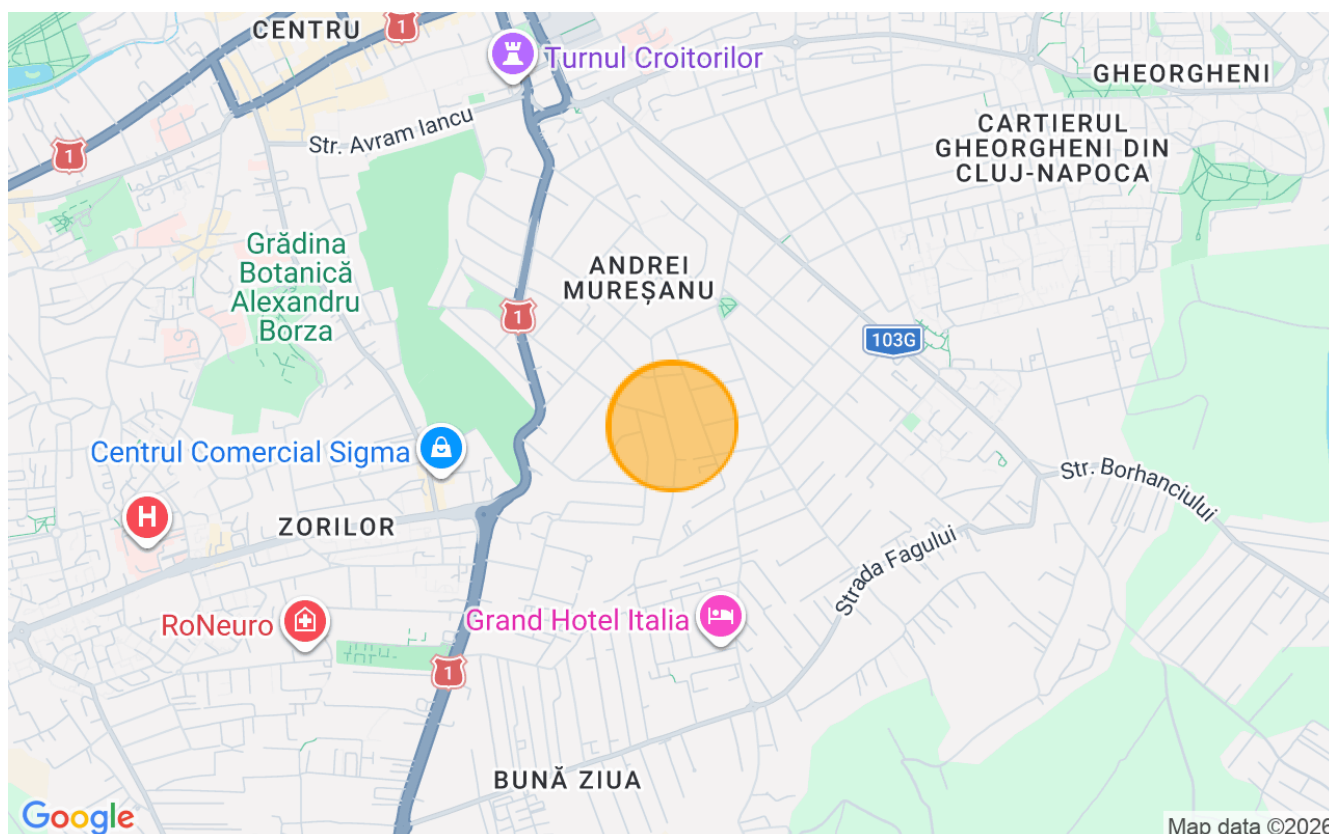 CENTRU
1
Turnul Croitorilor
GHEORGHENI
Str. Avram Iancu
CARTIERUL
GHEORGHENI DIN
CLUJ-NAPOCA
1
Grădina
Botanică
Alexandru
Borza
ANDREI
MUREȘANU
1
103G
Centrul Comercial Sigma
Str. Borhanciului
H
ZORILOR
Strada Fagului
RoNeuro
Grand Hotel Italia
1
BUNĂ ZIUA
Google
Map data ©2026